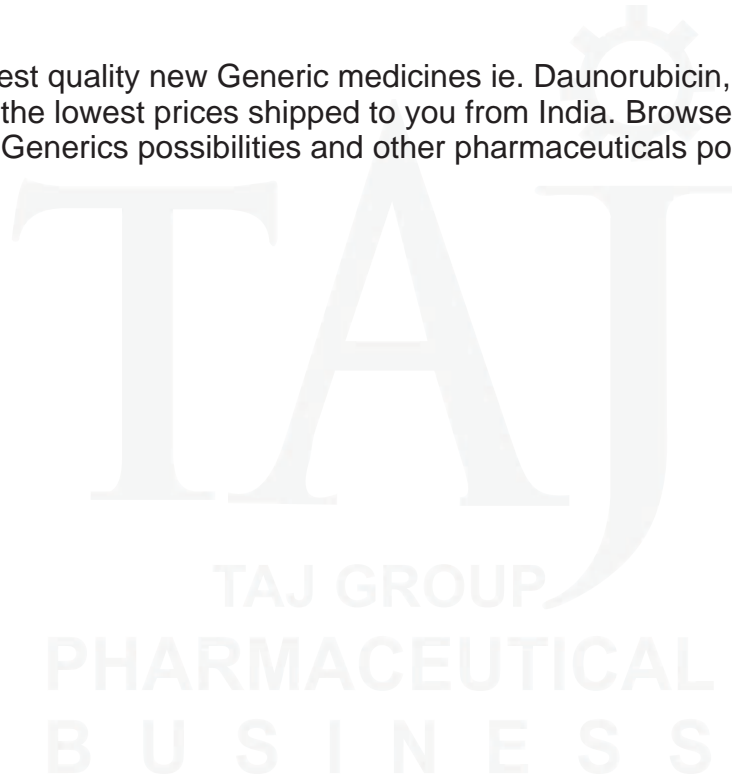 est quality new Generic medicines ie. Daunorubicin,
the lowest prices shipped to you from India. Browse
Generics possibilities and other pharmaceuticals po
TAJ
TAJ GROUP
PHARMACEUTICAL
BUSINESS